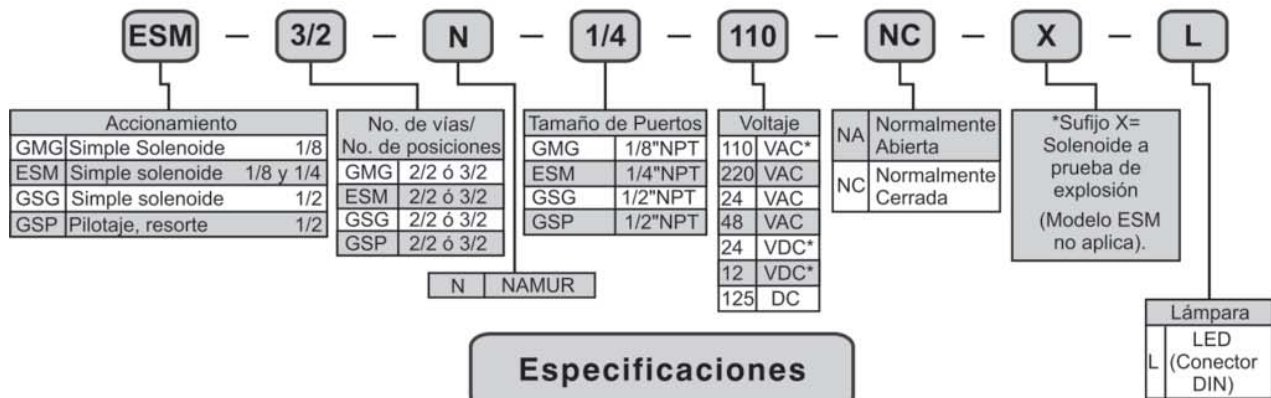 ESM – 3/2 – N – 1/4 – 110 – NC – X – L
Accionamiento
GMG Simple Solenoide 1/8
ESM Simple solenoide 1/8 y 1/4
GSG Simple solenoide 1/2
GSP Pilotaje, resorte 1/2
No. de vías/
No. de posiciones
GMG 2/2 ó 3/2
ESM 2/2 ó 3/2
GSG 2/2 ó 3/2
GSP 2/2 ó 3/2
N NAMUR
Tamaño de Puertos
GMG 1/8"NPT
ESM 1/4"NPT
GSG 1/2"NPT
GSP 1/2"NPT
Voltaje
110 VAC*
220 VAC
24 VAC
48 VAC
24 VDC*
12 VDC*
125 DC
NA Normalmente
Abierta
NC Normalmente
Cerrada
*Sufijo X=
Solenoide a
prueba de
explosión
(Modelo ESM
no aplica).
Lámpara
L LED
(Conector
DIN)
Especificaciones